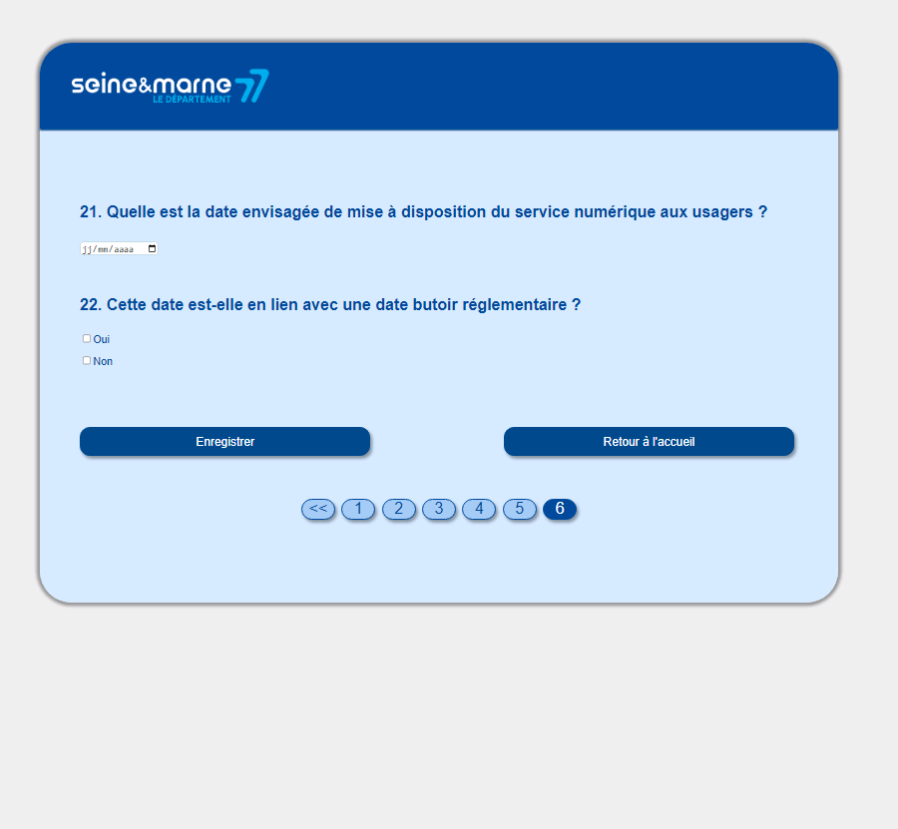 seine&marne 77
LE DÉPARTEMENT
21. Quelle est la date envisagée de mise à disposition du service numérique aux usagers ?
jj/mm/aaaa
22. Cette date est-elle en lien avec une date butoir réglementaire ?
Oui
Non
Enregistrer Retour à l'accueil
<< 1 2 3 4 5 6